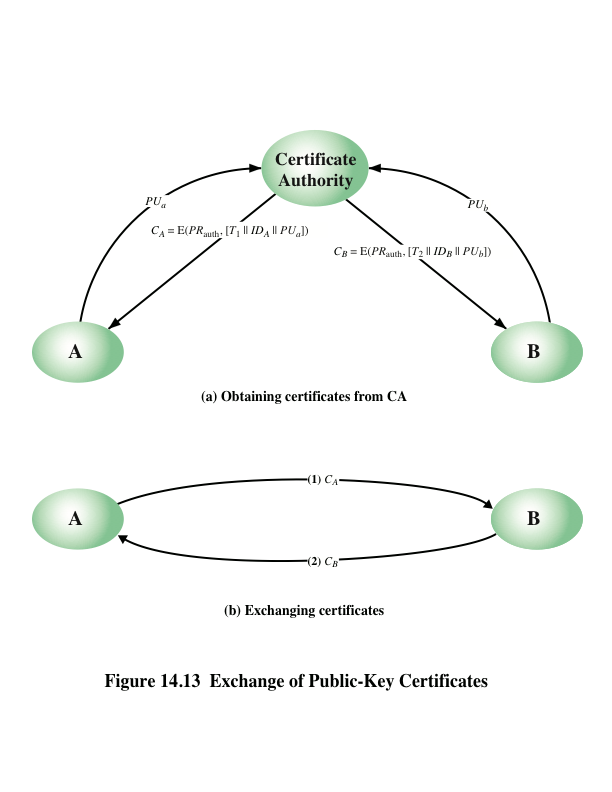 Certificate
Authority
PUa
PUb
CA = E(PRauth, [T1 || IDA || PUa])
CB = E(PRauth, [T2 || IDB || PUb])
A
B
(a) Obtaining certificates from CA
(1) CA
A
B
(2) CB
(b) Exchanging certificates
Figure 14.13 Exchange of Public-Key Certificates